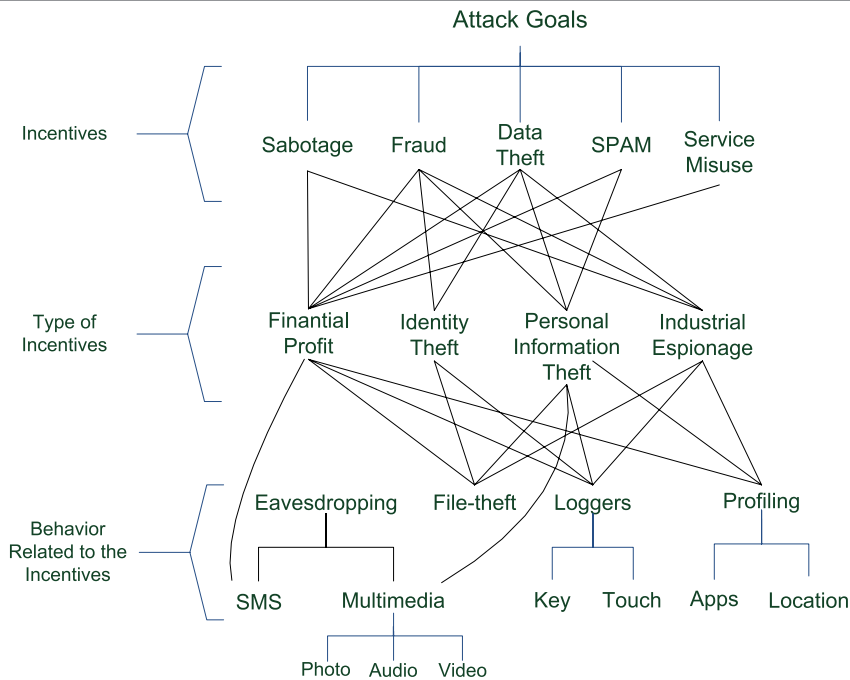 Attack Goals
Incentives
Sabotage
Fraud
Data
Theft
SPAM
Service
Misuse
Type of
Incentives
Finantial
Profit
Identity
Theft
Personal
Information
Theft
Industrial
Espionage
Behavior
Related to the
Incentives
Eavesdropping
File-theft
Loggers
Profiling
SMS
Multimedia
Key
Touch
Apps
Location
Photo
Audio
Video